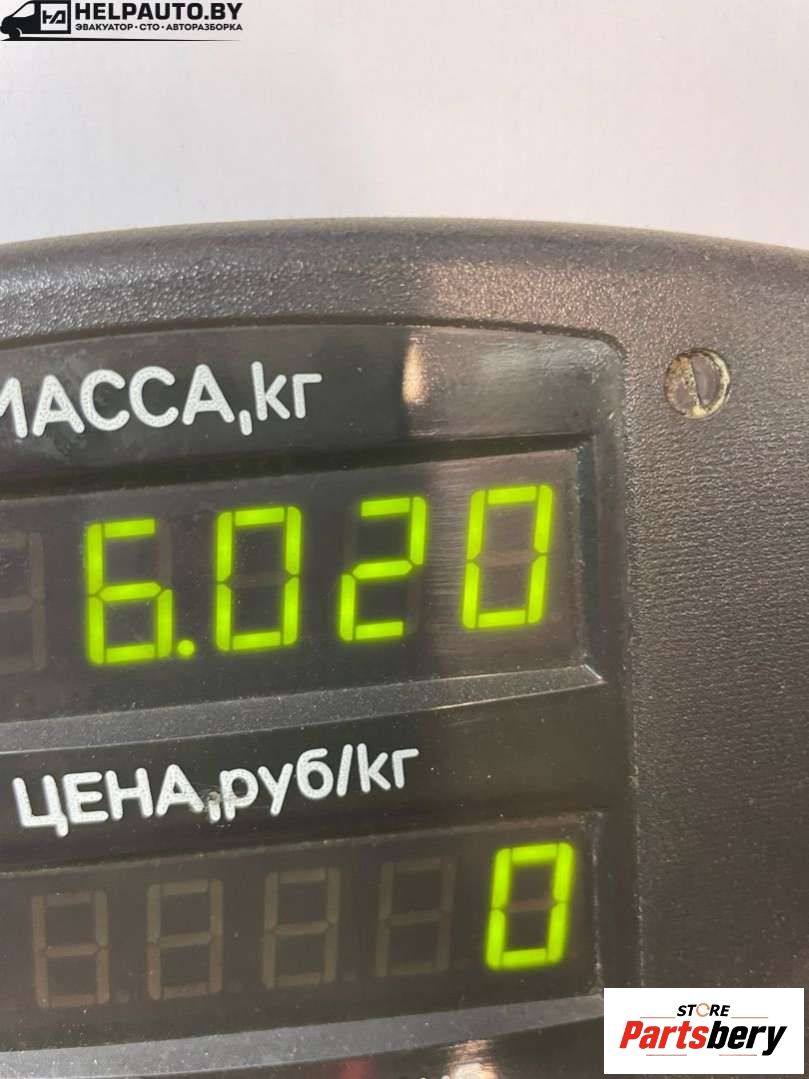 HELPAUTO.BY
ЭВАКУАТОР • СТО • АВТОРАЗБОРКА
МАССА,кг
6.020
ЦЕНА,руб/кг
0
STORE
Partsbery